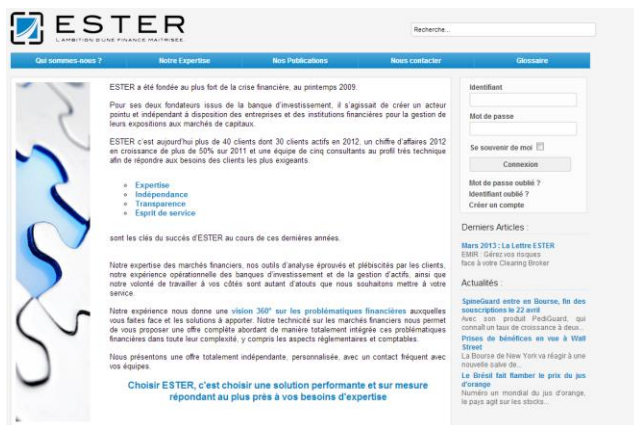 ESTER
L'AMBITION D'UNE FINANCE MAITRISÉE.
Recherche...
Qui sommes-nous ?
Notre Expertise
Nos Publications
Nous contacter
Glossaire
ESTER a été fondée au plus fort de la crise financière, au printemps 2009.
Pour ses deux fondateurs issus de la banque d'investissement, il s'agissait de créer un acteur
pointu et indépendant à disposition des entreprises et des institutions financières pour la gestion de
leurs expositions aux marchés de capitaux.
ESTER c'est aujourd'hui plus de 40 clients dont 30 clients actifs en 2012, un chiffre d'affaires 2012
en croissance de plus de 50% sur 2011 et une équipe de cinq consultants au profil très technique
afin de répondre aux besoins des clients les plus exigeants.
Expertise
Indépendance
Transparence
Esprit de service
sont les clés du succès d'ESTER au cours de ces dernières années.
Notre expertise des marchés financiers, nos outils d'analyse éprouvés et plébiscités par les clients,
notre expérience opérationnelle des banques d'investissement et de la gestion d'actifs, ainsi que
notre volonté de travailler à vos côtés sont autant d'atouts que nous souhaitons mettre à votre
service.
Notre expérience nous donne une vision 360° sur les problématiques financières auxquelles
vous faites face et les solutions à apporter. Notre technicité sur les marchés financiers nous permet
de vous proposer une offre complète abordant de manière totalement intégrée ces problématiques
financières dans toute leur complexité, y compris les aspects réglementaires et comptables.
Nous présentons une offre totalement indépendante, personnalisée, avec un contact fréquent avec
vos équipes.
Choisir ESTER, c'est choisir une solution performante et sur mesure
répondant au plus près à vos besoins d'expertise
Identifiant
Mot de passe
Se souvenir de moi
Connexion
Mot de passe oublié ?
Identifiant oublié ?
Créer un compte
Derniers Articles :
Mars 2013 : La Lettre ESTER
EMIR : Gérez vos risques
face à votre Clearing Broker
Actualités :
SpineGuard entre en Bourse, fin des
souscriptions le 22 avril
Avec son produit PediGuard, qui
connaît un taux de croissance à deux...
Prises de bénéfices en vue à Wall
Street
La Bourse de New York va réagir à une
nouvelle salve de...
Le Brésil fait flamber le prix du jus
d'orange
Numéro un mondial du jus d'orange,
le pays agit sur les stocks...